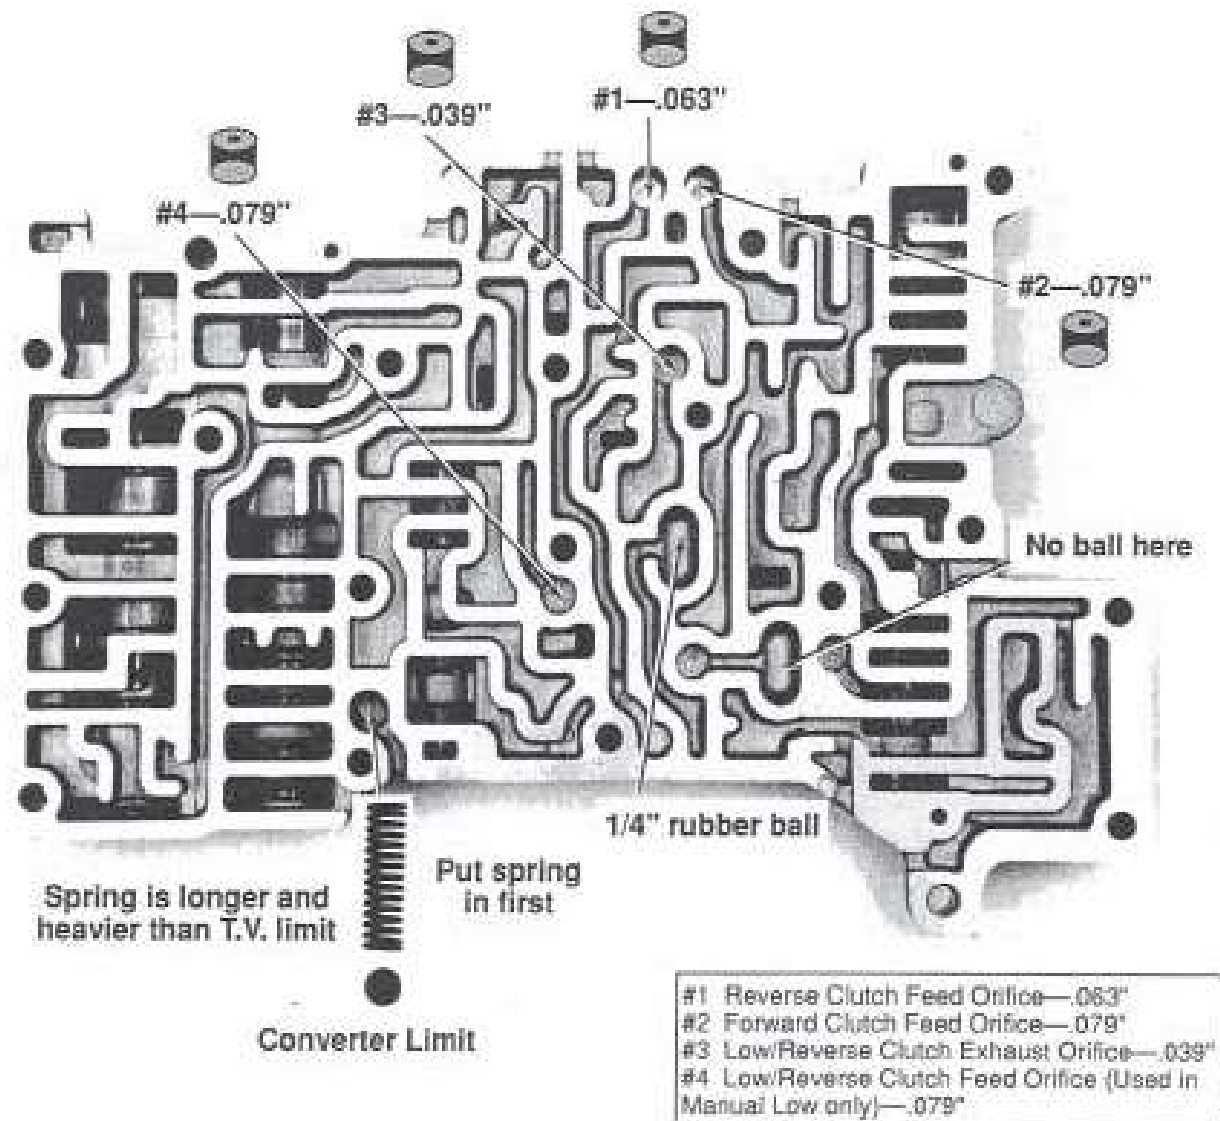 #1—.063"
#3—.039"
#4—.079"
#2—.079"
No ball here
1/4" rubber ball
Spring is longer and
heavier than T.V. limit
Put spring
in first
Converter Limit
#1 Reverse Clutch Feed Orifice—.063"
#2 Forward Clutch Feed Orifice—.079"
#3 Low/Reverse Clutch Exhaust Orifice—.039"
#4 Low/Reverse Clutch Feed Orifice (Used in
Manual Low only)—.079"